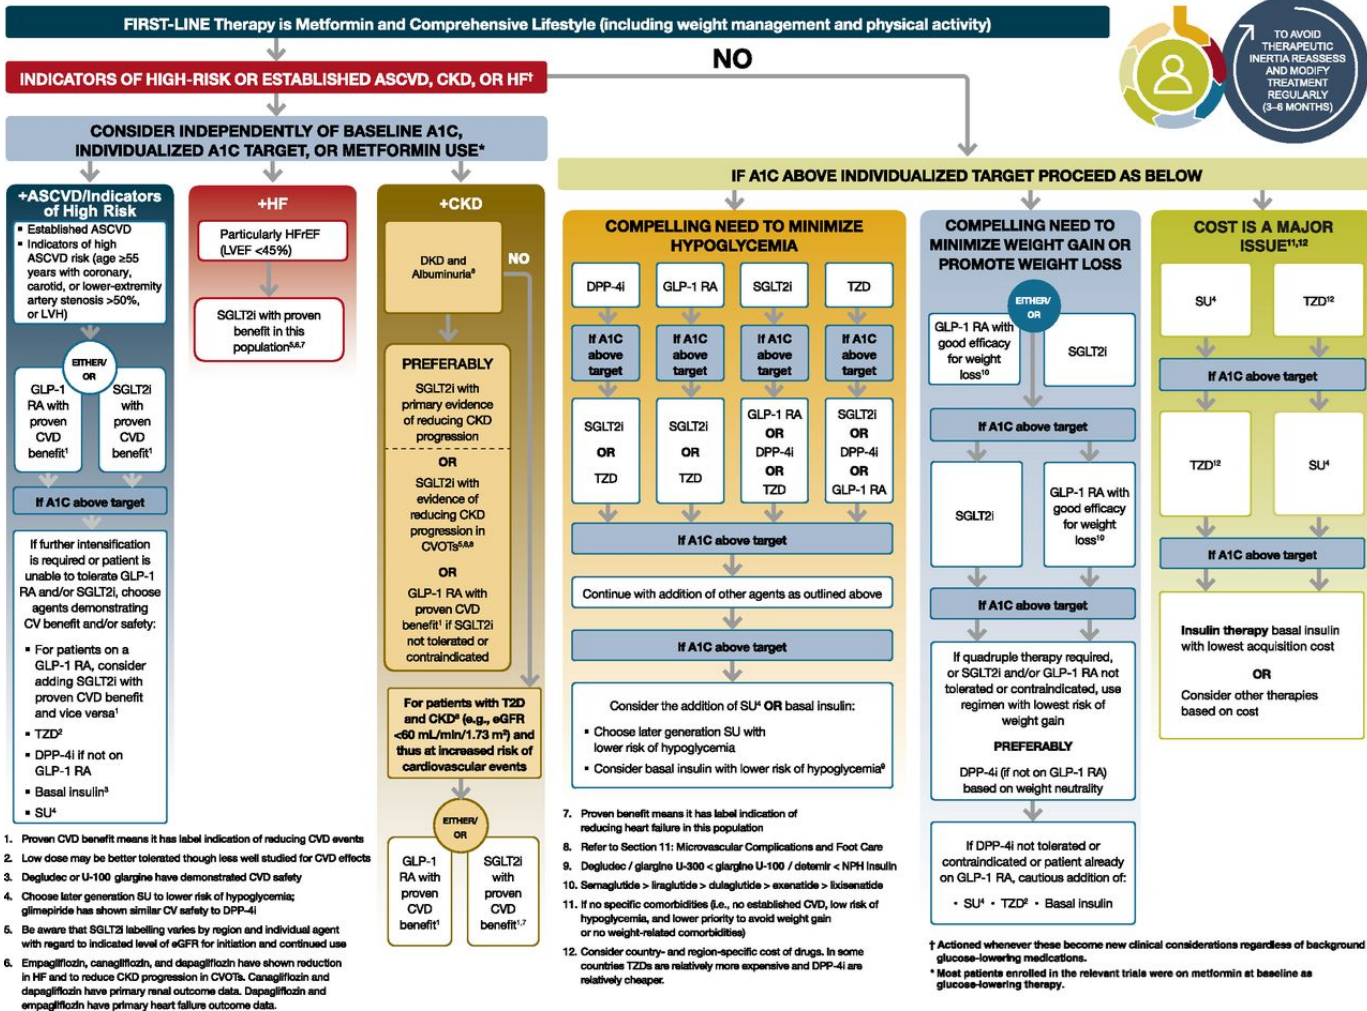 FIRST-LINE Therapy is Metformin and Comprehensive Lifestyle (including weight management and physical activity)
INDICATORS OF HIGH-RISK OR ESTABLISHED ASCVD, CKD, OR HF†
NO
TO AVOID
THERAPEUTIC
INERTIA REASSESS
AND MODIFY
TREATMENT
REGULARLY
(3–6 MONTHS)
CONSIDER INDEPENDENTLY OF BASELINE A1C,
INDIVIDUALIZED A1C TARGET, OR METFORMIN USE*
+ASCVD/Indicators
of High Risk
▪ Established ASCVD
▪ Indicators of high
ASCVD risk (age ≥55
years with coronary,
carotid, or lower-extremity
artery stenosis >50%,
or LVH)
EITHER/
OR
GLP-1
RA with
proven
CVD
benefit¹
SGLT2i
with
proven
CVD
benefit¹
If A1C above target
If further intensification
is required or patient is
unable to tolerate GLP-1
RA and/or SGLT2i, choose
agents demonstrating
CV benefit and/or safety:
▪ For patients on a
GLP-1 RA, consider
adding SGLT2i with
proven CVD benefit
and vice versa¹
▪ TZD²
▪ DPP-4i if not on
GLP-1 RA
▪ Basal insulin³
▪ SU⁴
+HF
Particularly HFrEF
(LVEF <45%)
SGLT2i with proven
benefit in this
population⁵,⁶,⁷
+CKD
DKD and
Albuminuria⁸
NO
PREFERABLY
SGLT2i with
primary evidence
of reducing CKD
progression
OR
SGLT2i with
evidence of
reducing CKD
progression in
CVOTs⁵,⁶,⁸
OR
GLP-1 RA with
proven CVD
benefit¹ if SGLT2i
not tolerated or
contraindicated
For patients with T2D
and CKD⁸ (e.g., eGFR
<60 mL/min/1.73 m²) and
thus at increased risk of
cardiovascular events
EITHER/
OR
GLP-1
RA with
proven
CVD
benefit¹
SGLT2i
with
proven
CVD
benefit¹,⁷
IF A1C ABOVE INDIVIDUALIZED TARGET PROCEED AS BELOW
COMPELLING NEED TO MINIMIZE
HYPOGLYCEMIA
DPP-4i
GLP-1 RA
SGLT2i
TZD
If A1C
above
target
If A1C
above
target
If A1C
above
target
If A1C
above
target
SGLT2i
OR
TZD
SGLT2i
OR
TZD
GLP-1 RA
OR
DPP-4i
OR
TZD
SGLT2i
OR
DPP-4i
OR
GLP-1 RA
If A1C above target
Continue with addition of other agents as outlined above
If A1C above target
Consider the addition of SU⁴ OR basal insulin:
▪ Choose later generation SU with
lower risk of hypoglycemia
▪ Consider basal insulin with lower risk of hypoglycemia⁹
COMPELLING NEED TO
MINIMIZE WEIGHT GAIN OR
PROMOTE WEIGHT LOSS
EITHER/
OR
GLP-1 RA with
good efficacy
for weight
loss¹⁰
SGLT2i
If A1C above target
SGLT2i
GLP-1 RA with
good efficacy
for weight
loss¹⁰
If A1C above target
If quadruple therapy required,
or SGLT2i and/or GLP-1 RA not
tolerated or contraindicated, use
regimen with lowest risk of
weight gain
PREFERABLY
DPP-4i (if not on GLP-1 RA)
based on weight neutrality
If DPP-4i not tolerated or
contraindicated or patient already
on GLP-1 RA, cautious addition of:
• SU⁴ • TZD² • Basal insulin
COST IS A MAJOR
ISSUE¹¹,¹²
SU⁴
TZD¹²
If A1C above target
TZD¹²
SU⁴
If A1C above target
Insulin therapy basal insulin
with lowest acquisition cost
OR
Consider other therapies
based on cost
1. Proven CVD benefit means it has label indication of reducing CVD events
2. Low dose may be better tolerated though less well studied for CVD effects
3. Degludec or U-100 glargine have demonstrated CVD safety
4. Choose later generation SU to lower risk of hypoglycemia;
glimepiride has shown similar CV safety to DPP-4i
5. Be aware that SGLT2i labelling varies by region and individual agent
with regard to indicated level of eGFR for initiation and continued use
6. Empagliflozin, canagliflozin, and dapagliflozin have shown reduction
in HF and to reduce CKD progression in CVOTs. Canagliflozin and
dapagliflozin have primary renal outcome data. Dapagliflozin and
empagliflozin have primary heart failure outcome data.
7. Proven benefit means it has label indication of
reducing heart failure in this population
8. Refer to Section 11: Microvascular Complications and Foot Care
9. Degludec / glargine U-300 < glargine U-100 / detemir < NPH insulin
10. Semaglutide > liraglutide > dulaglutide > exenatide > lixisenatide
11. If no specific comorbidities (i.e., no established CVD, low risk of
hypoglycemia, and lower priority to avoid weight gain
or no weight-related comorbidities)
12. Consider country- and region-specific cost of drugs. In some
countries TZDs are relatively more expensive and DPP-4i are
relatively cheaper.
† Actioned whenever these become new clinical considerations regardless of background
glucose-lowering medications.
* Most patients enrolled in the relevant trials were on metformin at baseline as
glucose-lowering therapy.